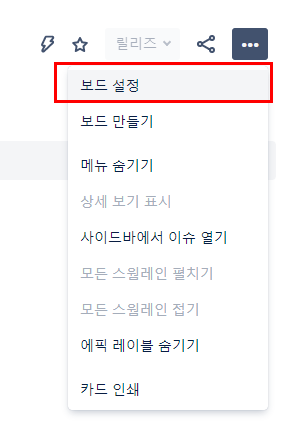 릴리즈
보드 설정
보드 만들기
메뉴 숨기기
상세 보기 표시
사이드바에서 이슈 열기
모든 스윔레인 펼치기
모든 스윔레인 접기
에픽 레이블 숨기기
카드 인쇄